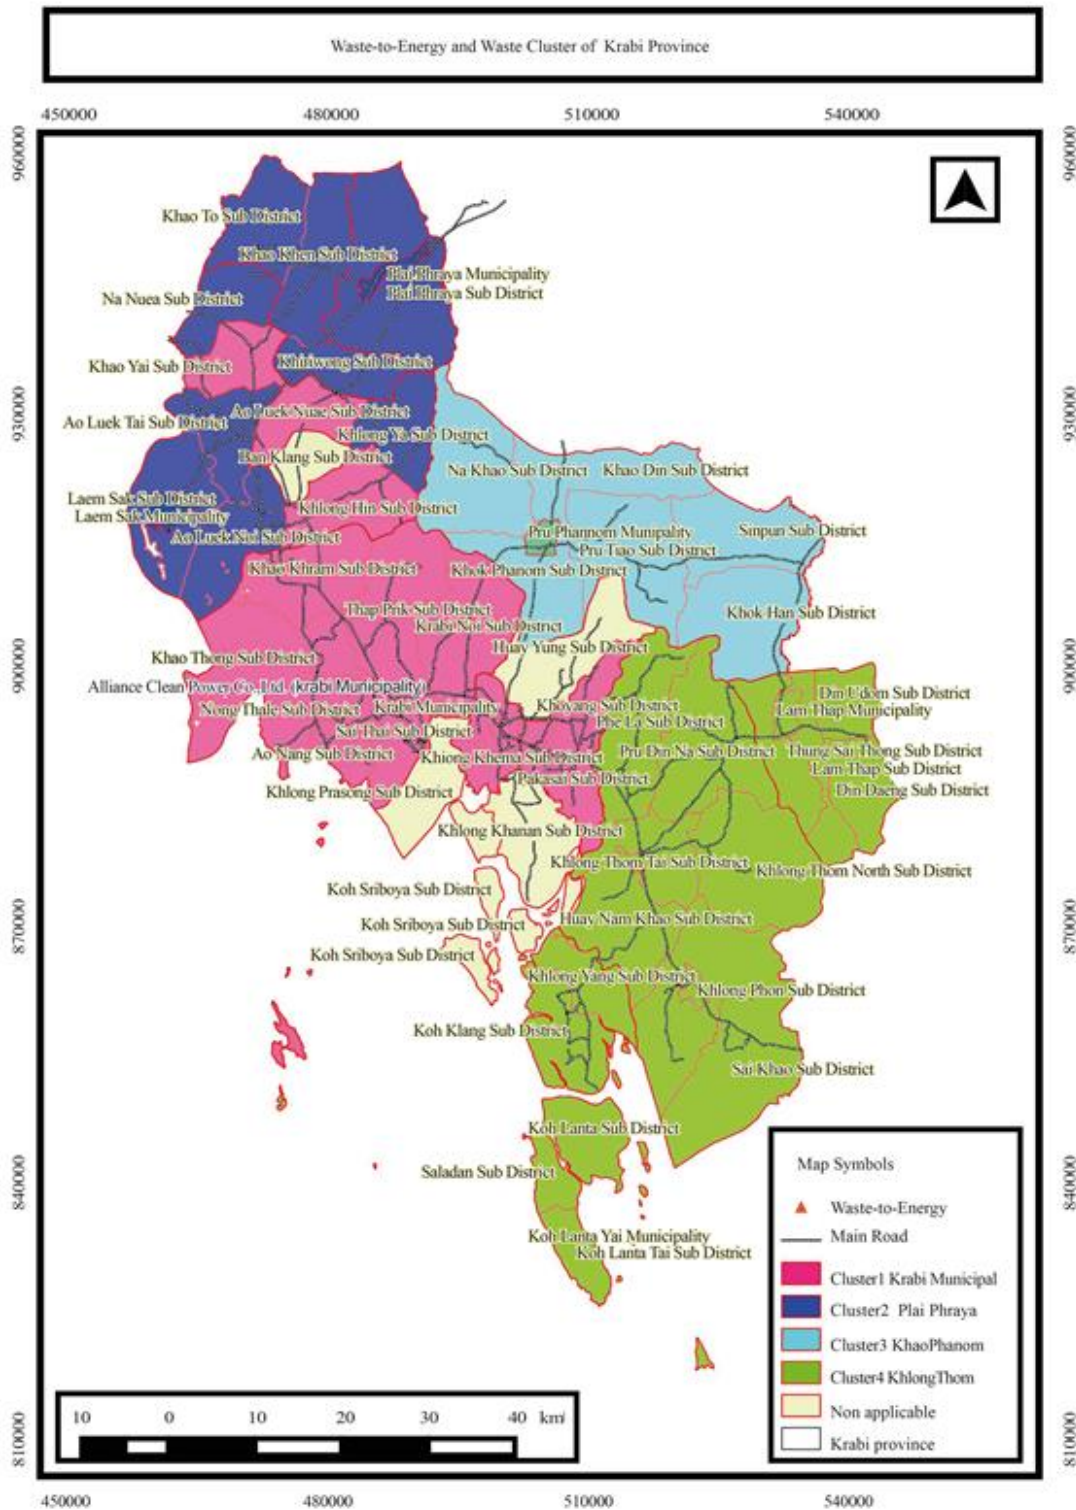 Waste-to-Energy and Waste Cluster of Krabi Province
450000 480000 510000 540000
960000 960000
Khao To Sub District
Khao Khen Sub District
Plai Phraya Municipality
Plai Phraya Sub District
Na Nuea Sub District
Khao Yai Sub District
Khiriwong Sub District
930000 930000
Ao Luek Nuae Sub District
Ao Luek Tai Sub District
Khlong Ya Sub District
Ban Klang Sub District
Na Khao Sub District
Khao Din Sub District
Laem Sak Sub District
Khlong Hin Sub District
Laem Sak Municipality
Ao Luek Noi Sub District
Pru Phannom Munipality
Sinpun Sub District
Pru Tiao Sub District
Khao Khram Sub District
Khok Phanom Sub District
Thap Prik Sub District
Khok Han Sub District
Krabi Noi Sub District
Huay Yung Sub District
Khao Thong Sub District
900000 900000
Alliance Clean Power Co.,Ltd. (krabi Municipality)
Din Udom Sub District
Nong Thale Sub District
Krabi Municipality
Khovang Sub District
Lam Thap Municipality
Phe La Sub District
Sai Thai Sub District
Ao Nang Sub District
Khiong Khema Sub District
Pru Din Na Sub District
Thung Sai Thong Sub District
Lam Thap Sub District
Pakasai Sub District
Din Daeng Sub District
Khlong Prasong Sub District
Khlong Khanan Sub District
Khlong Thom Tai Sub District
Khlong Thom North Sub District
Koh Sriboya Sub District
870000 870000
Koh Sriboya Sub District
Huay Nam Khao Sub District
Koh Sriboya Sub District
Khlong Yang Sub District
Khlong Phon Sub District
Koh Klang Sub District
Sai Khao Sub District
Koh Lanta Sub District
Saladan Sub District
840000 840000
Koh Lanta Yai Municipality
Koh Lanta Tai Sub District
Map Symbols
Waste-to-Energy
Main Road
Cluster1 Krabi Municipal
Cluster2 Plai Phraya
Cluster3 KhaoPhanom
Cluster4 KhlongThom
Non applicable
Krabi province
10 0 10 20 30 40 km
810000 810000
450000 480000 510000 540000